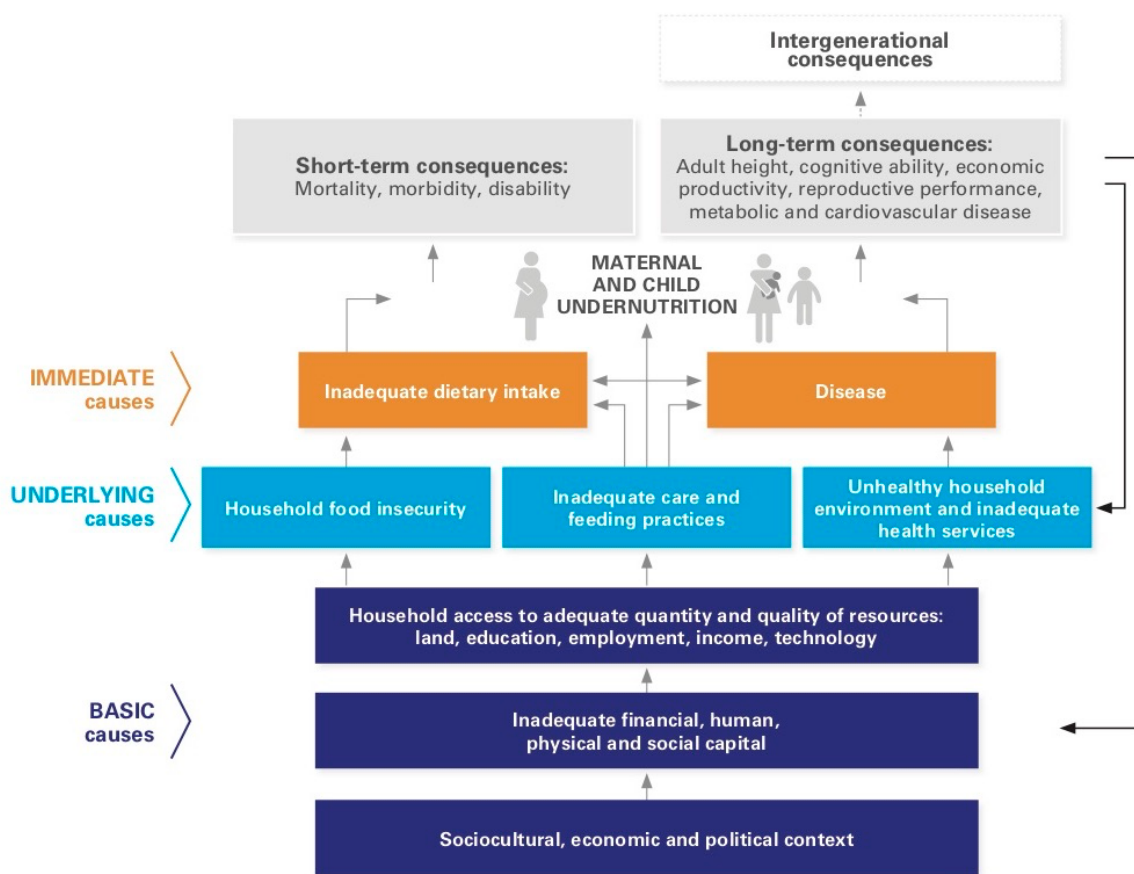 Intergenerational
consequences
Short-term consequences:
Mortality, morbidity, disability
Long-term consequences:
Adult height, cognitive ability, economic
productivity, reproductive performance,
metabolic and cardiovascular disease
MATERNAL
AND CHILD
UNDERNUTRITION
IMMEDIATE
causes
Inadequate dietary intake
Disease
UNDERLYING
causes
Household food insecurity
Inadequate care and
feeding practices
Unhealthy household
environment and inadequate
health services
Household access to adequate quantity and quality of resources:
land, education, employment, income, technology
BASIC
causes
Inadequate financial, human,
physical and social capital
Sociocultural, economic and political context